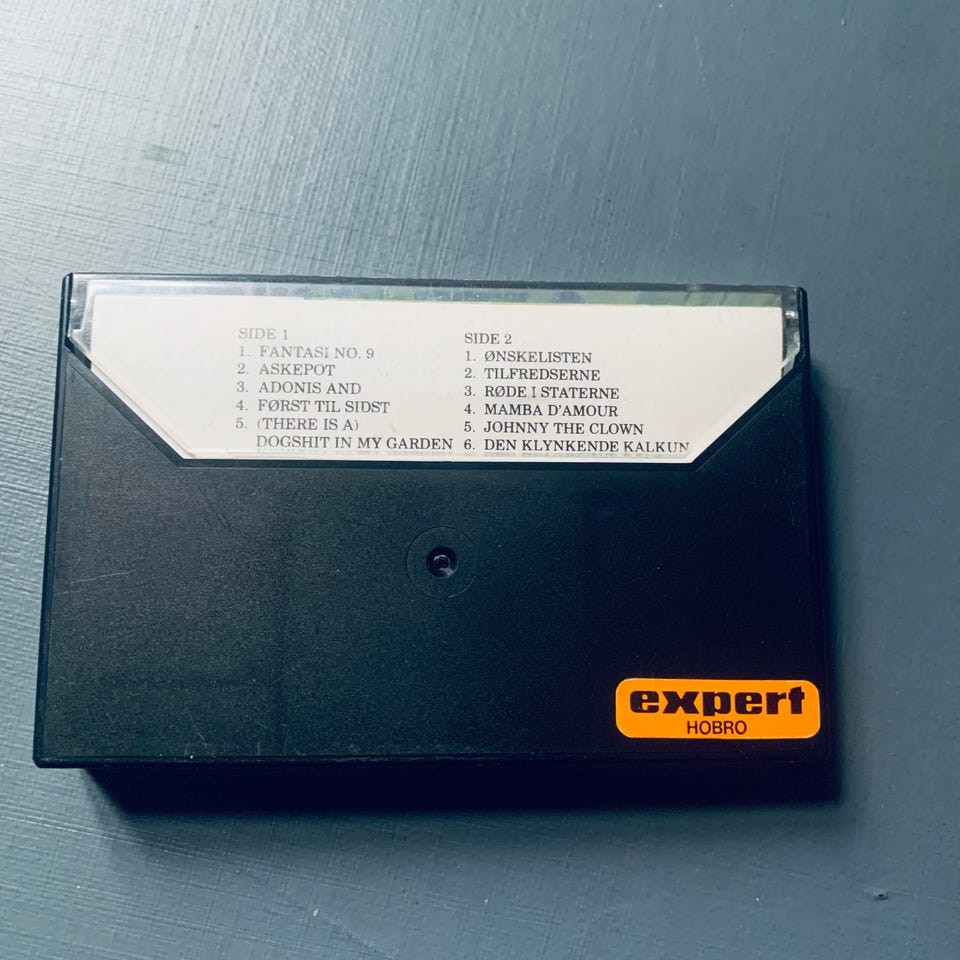 SIDE 1
1. FANTASI NO. 9
2. ASKEPOT
3. ADONIS AND
4. FØRST TIL SIDST
5. (THERE IS A)
DOGSHIT IN MY GARDEN
SIDE 2
1. ØNSKELISTEN
2. TILFREDSERNE
3. RØDE I STATERNE
4. MAMBA D'AMOUR
5. JOHNNY THE CLOWN
6. DEN KLYNKENDE KALKUN
expert
HOBRO